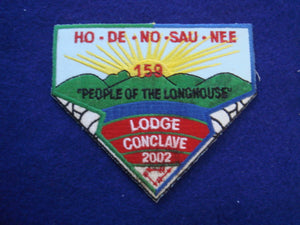 HO · DE · NO · SAU · NEE
159
"PEOPLE OF THE LONGHOUSE"
LODGE
CONCLAVE
2002